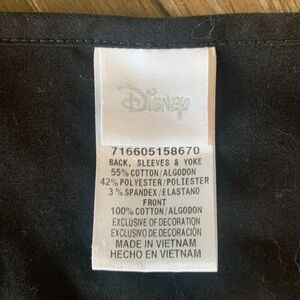 Disney
716605158670
BACK, SLEEVES & YOKE
55% COTTON/ALGODON
42% POLYESTER/POLIESTER
3% SPANDEX/ELASTANO
FRONT
100% COTTON/ALGODON
EXCLUSIVE OF DECORATION
EXCLUSIVO DE DECORACIÓN
MADE IN VIETNAM
HECHO EN VIETNAM